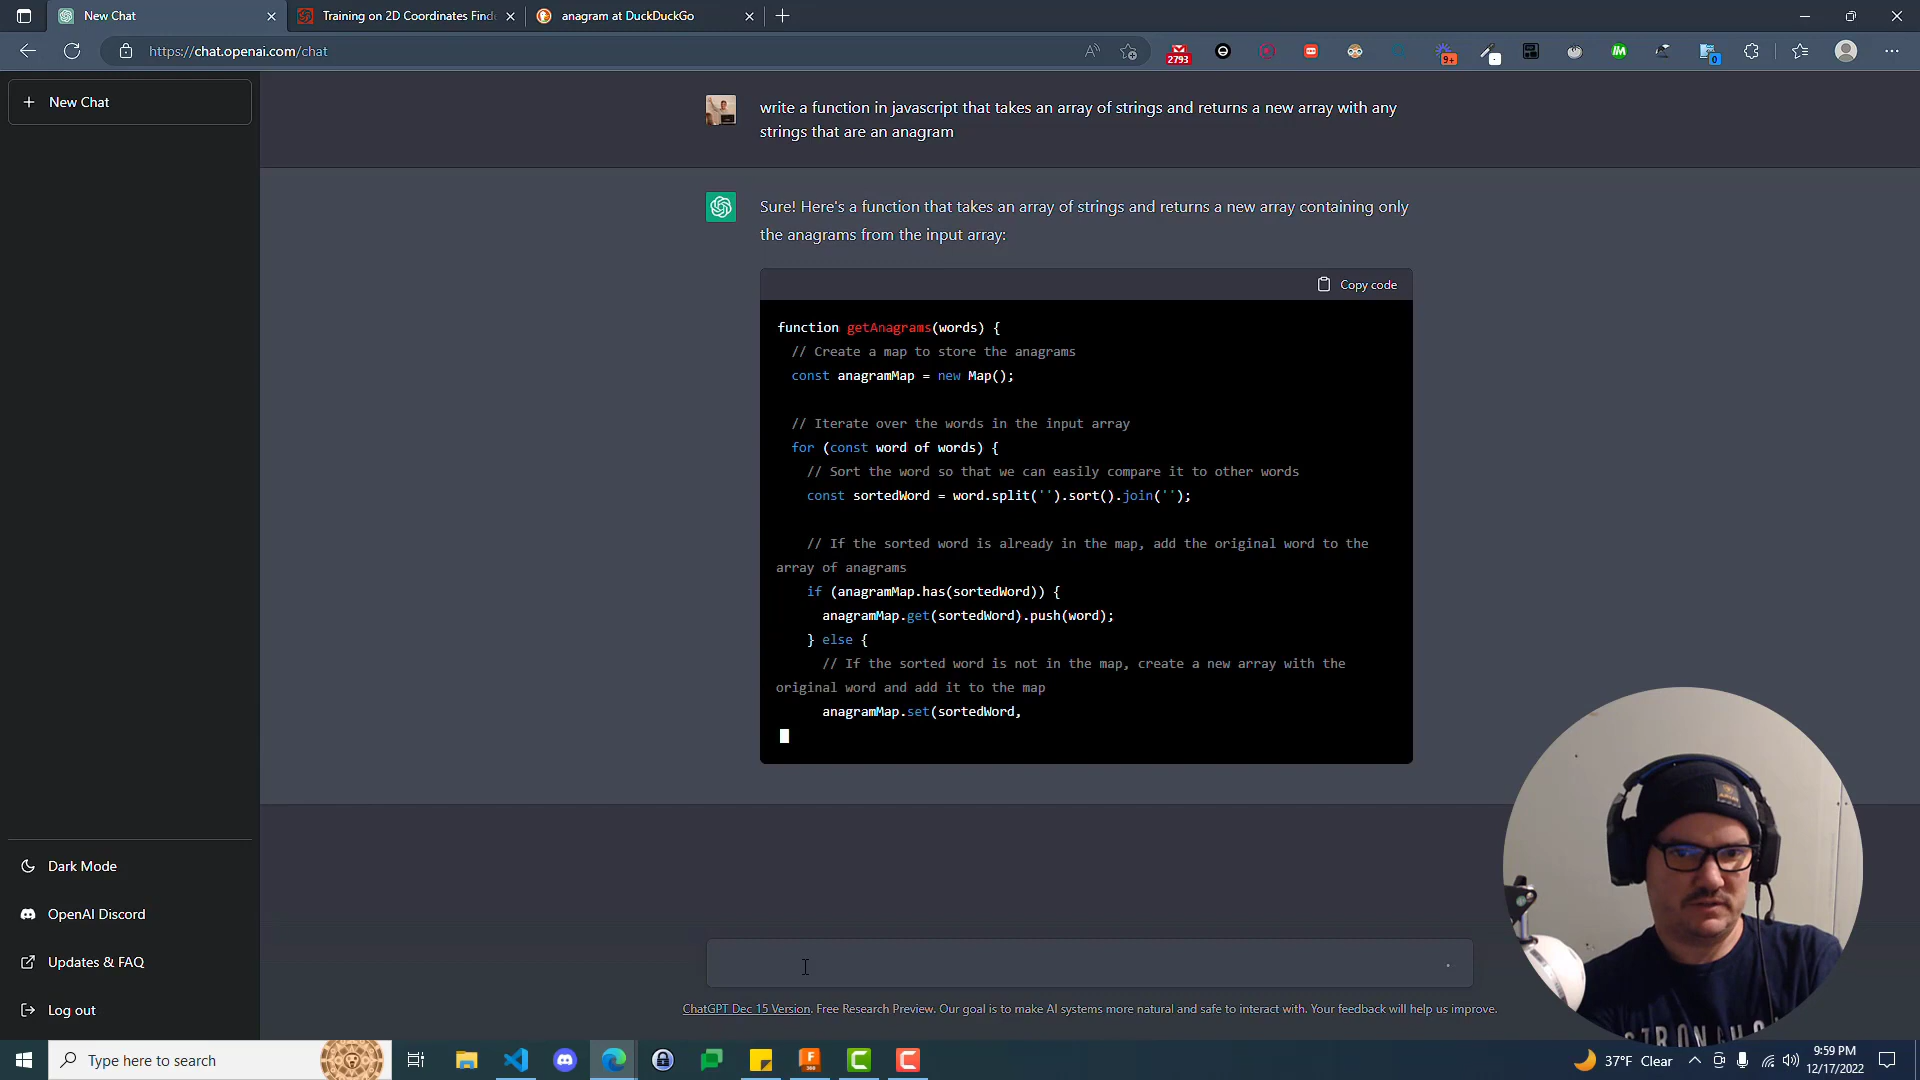 New Chat
Training on 2D Coordinates Finde
anagram at DuckDuckGo
https://chat.openai.com/chat
2793
9+
0
New Chat
write a function in javascript that takes an array of strings and returns a new array with any
strings that are an anagram
Sure! Here's a function that takes an array of strings and returns a new array containing only
the anagrams from the input array:
Copy code
function getAnagrams(words) {
// Create a map to store the anagrams
const anagramMap = new Map();
// Iterate over the words in the input array
for (const word of words) {
// Sort the word so that we can easily compare it to other words
const sortedWord = word.split('').sort().join('');
// If the sorted word is already in the map, add the original word to the
array of anagrams
if (anagramMap.has(sortedWord)) {
anagramMap.get(sortedWord).push(word);
} else {
// If the sorted word is not in the map, create a new array with the
original word and add it to the map
anagramMap.set(sortedWord,
Dark Mode
OpenAI Discord
Updates & FAQ
Log out
ChatGPT Dec 15 Version. Free Research Preview. Our goal is to make AI systems more natural and safe to interact with. Your feedback will help us improve.
Type here to search
37°F Clear
9:59 PM
12/17/2022